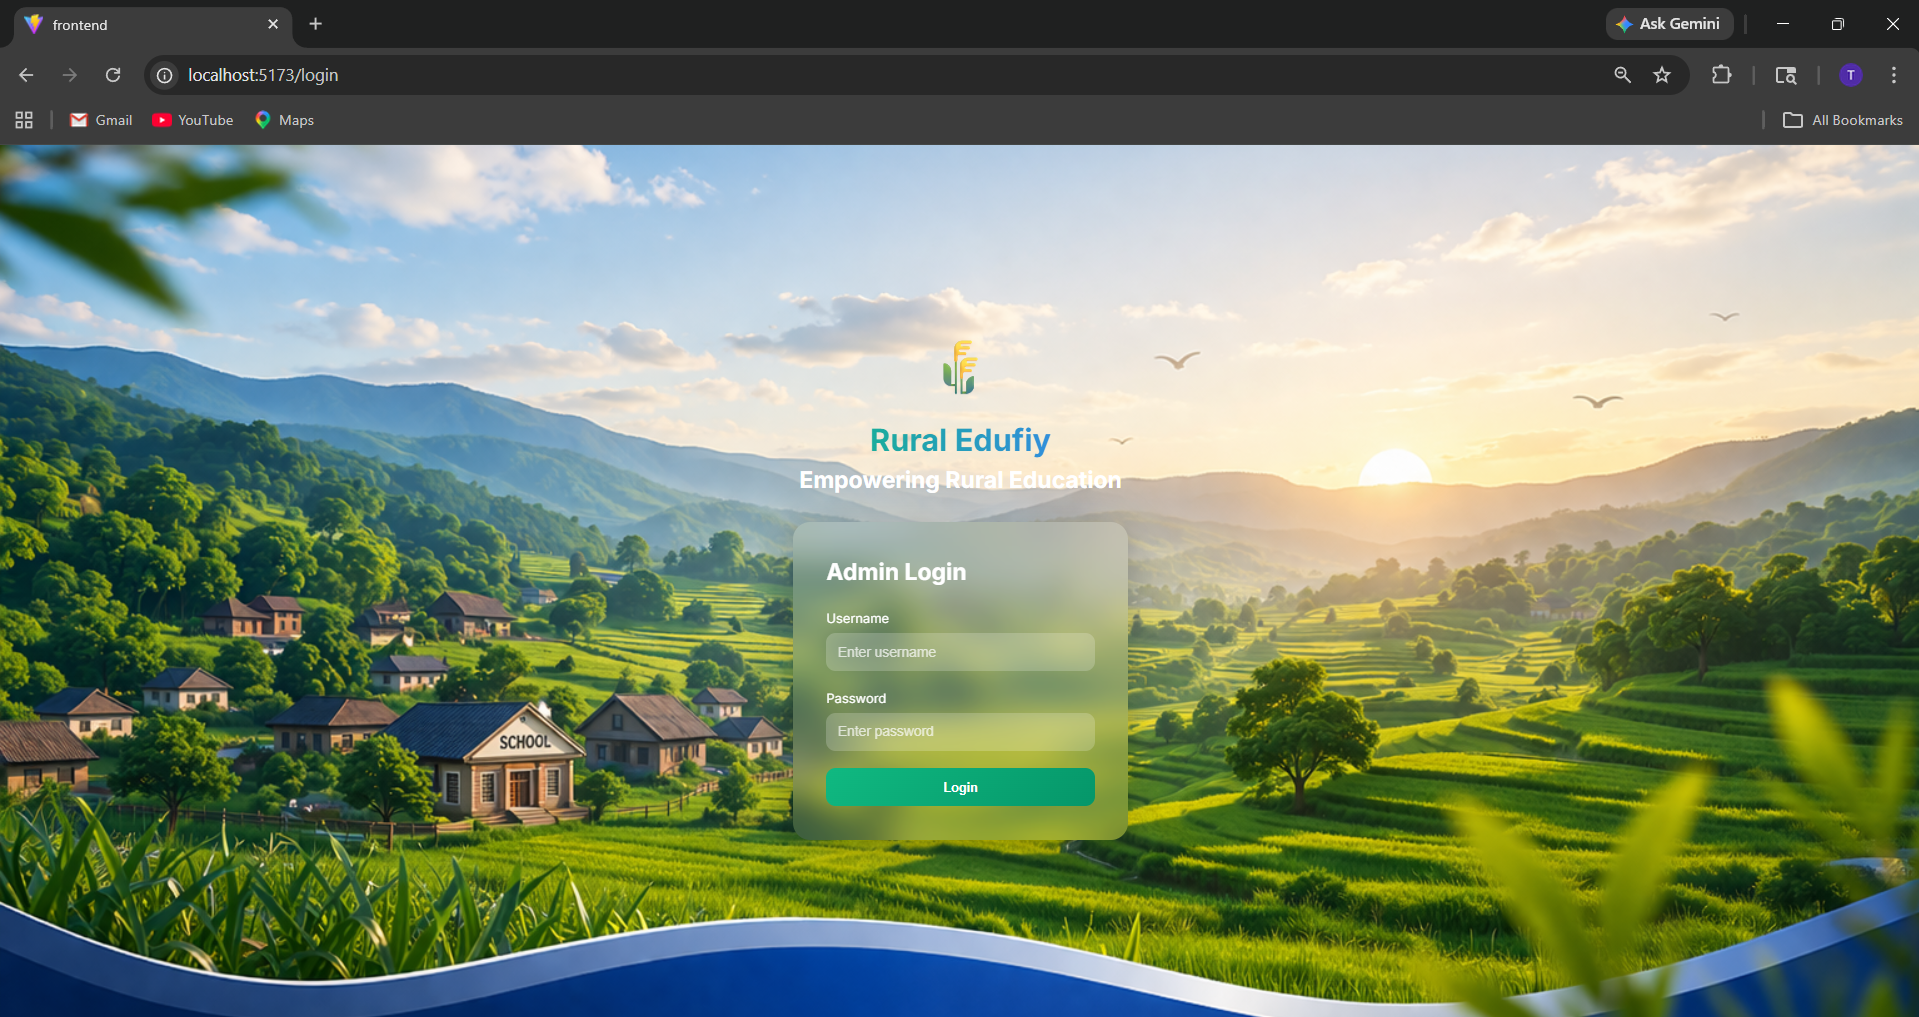 frontend
Ask Gemini
localhost:5173/login
T
Gmail
YouTube
Maps
All Bookmarks
Rural Edufiy
Empowering Rural Education
Admin Login
Username
Enter username
Password
Enter password
Login
SCHOOL